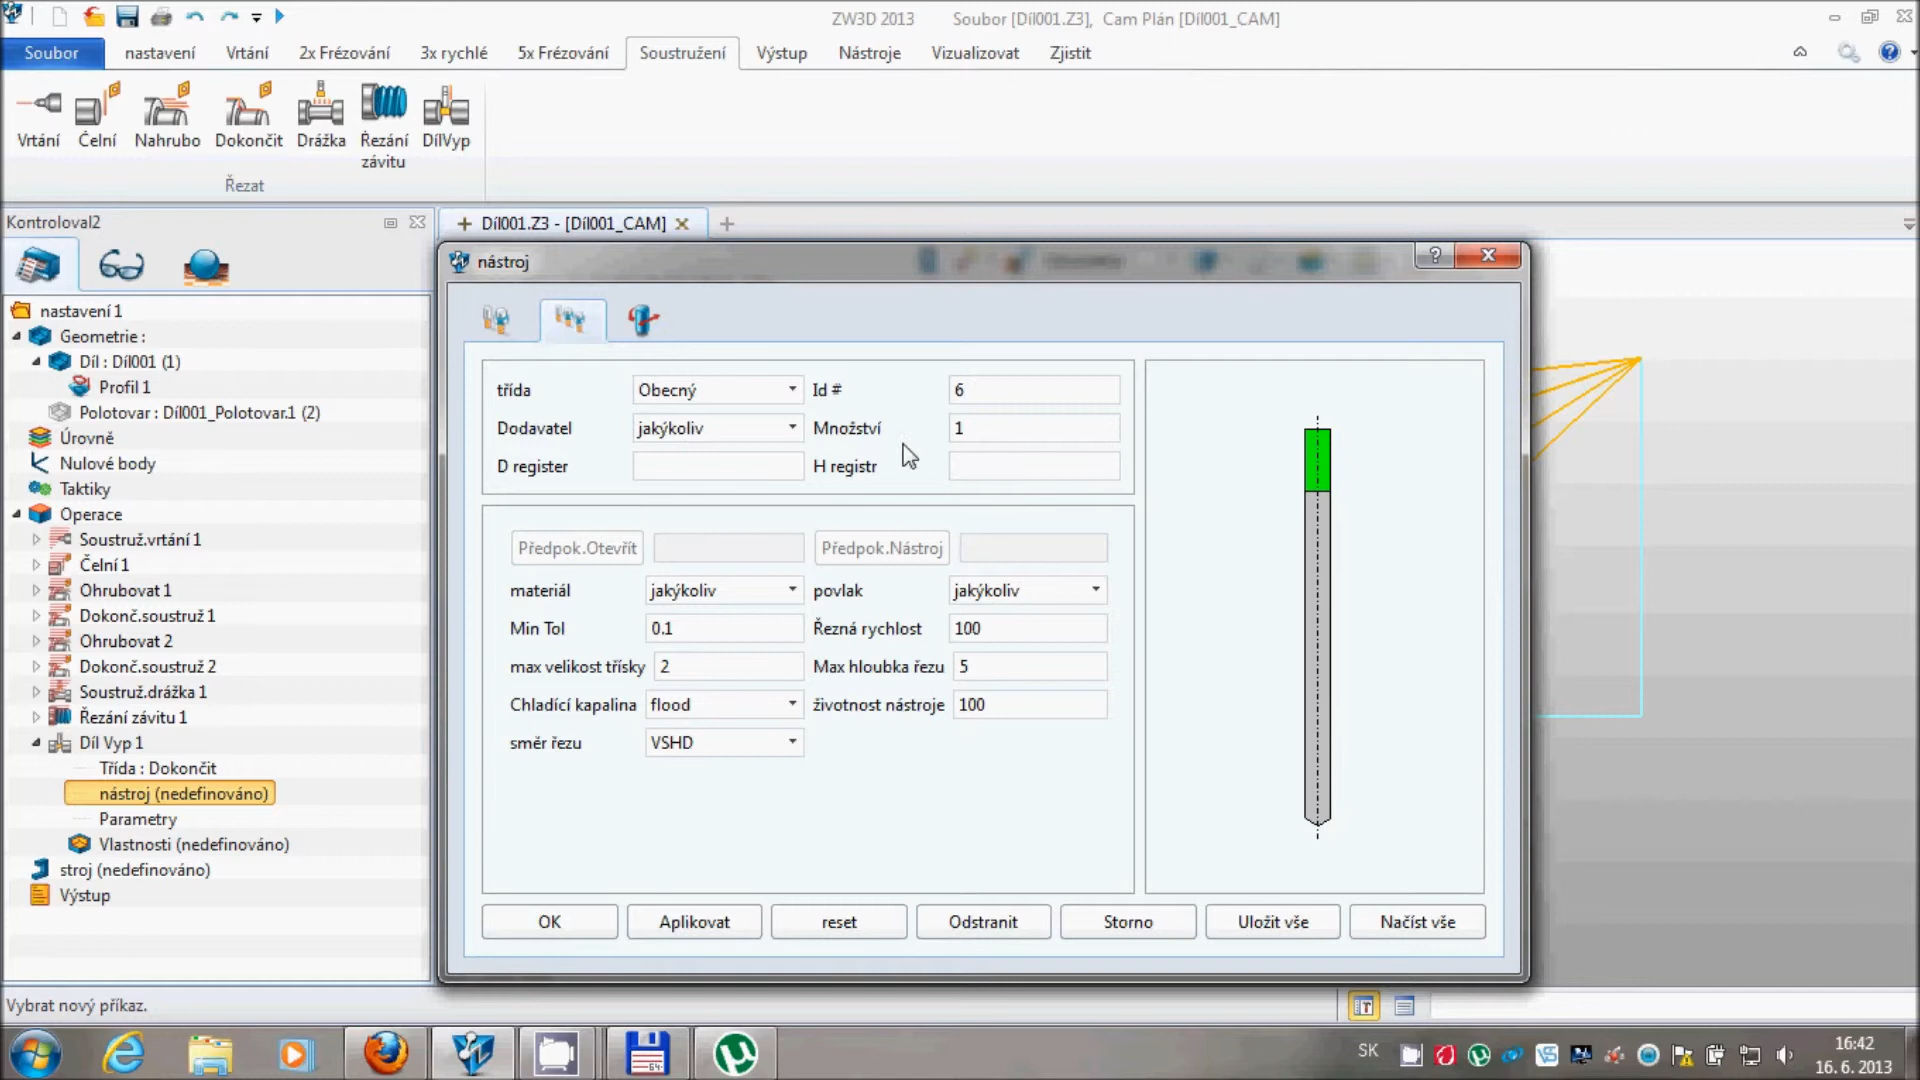 ZW3D 2013 Soubor [Díl001.Z3], Cam Plán [Díl001_CAM]
Soubor nastavení Vrtání 2x Frézování 3x rychlé 5x Frézování Soustružení Výstup Nástroje Vizualizovat Zjistit
Vrtání Čelní Nahrubo Dokončit Drážka Řezání závitu DílVyp
Řezat
Kontroloval2
Díl001.Z3 - [Díl001_CAM]
nastavení 1
Geometrie :
Díl : Díl001 (1)
Profil 1
Polotovar : Díl001_Polotovar.1 (2)
Úrovně
Nulové body
Taktiky
Operace
Soustruž.vrtání 1
Čelní 1
Ohrubovat 1
Dokonč.soustruž 1
Ohrubovat 2
Dokonč.soustruž 2
Soustruž.drážka 1
Řezání závitu 1
Díl Vyp 1
Třída : Dokončit
nástroj (nedefinováno)
Parametry
Vlastnosti (nedefinováno)
stroj (nedefinováno)
Výstup
nástroj
třída Obecný Id # 6
Dodavatel jakýkoliv Množství 1
D register H registr
Předpok.Otevřít Předpok.Nástroj
materiál jakýkoliv povlak jakýkoliv
Min Tol 0.1 Řezná rychlost 100
max velikost třísky 2 Max hloubka řezu 5
Chladící kapalina flood životnost nástroje 100
směr řezu VSHD
OK Aplikovat reset Odstranit Storno Uložit vše Načíst vše
Vybrat nový příkaz.
SK
16:42
16. 6. 2013